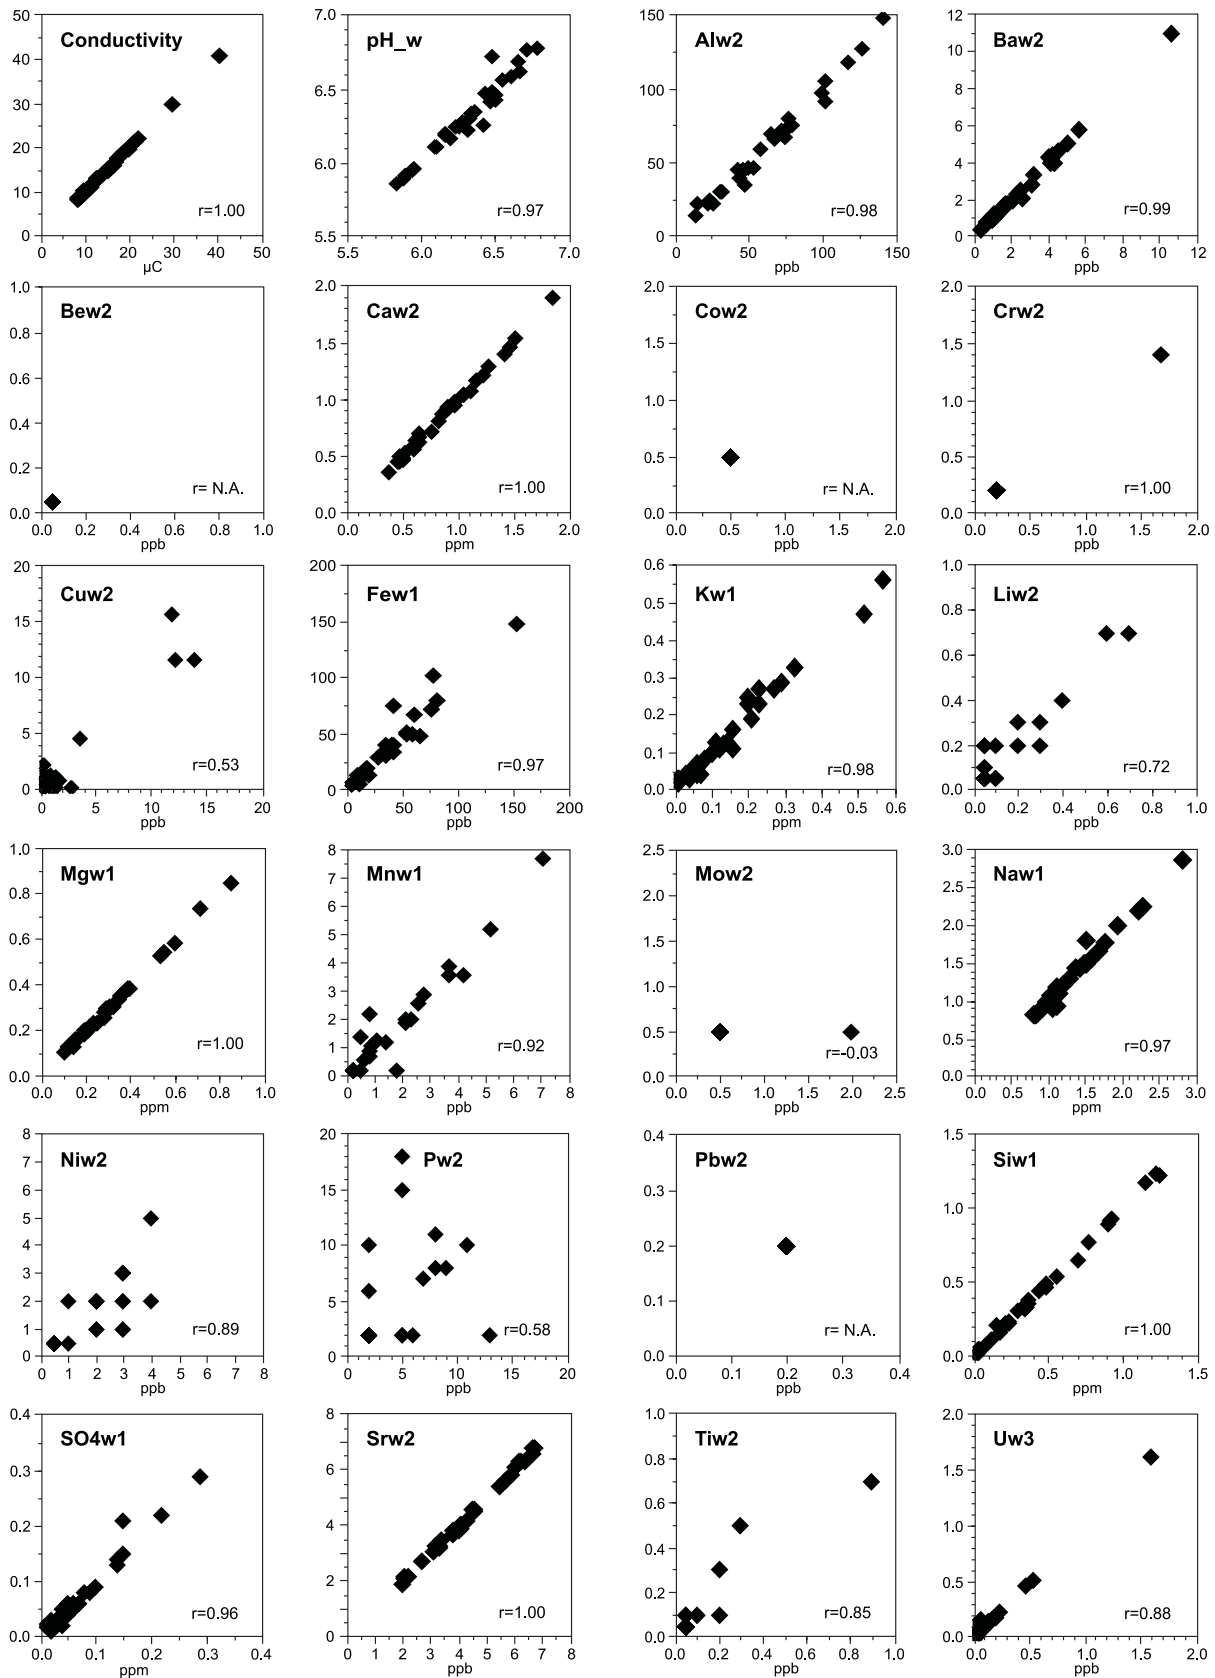 50
40
30
20
10
0
Conductivity
r=1.00
0 10 20 30 40 50
µC
7.0
6.5
6.0
5.5
pH_w
r=0.97
5.5 6.0 6.5 7.0
150
100
50
0
Alw2
r=0.98
0 50 100 150
ppb
12
10
8
6
4
2
0
Baw2
r=0.99
0 2 4 6 8 10 12
ppb
1.0
0.8
0.6
0.4
0.2
0.0
Bew2
r= N.A.
0.0 0.2 0.4 0.6 0.8 1.0
ppb
2.0
1.5
1.0
0.5
0.0
Caw2
r=1.00
0.0 0.5 1.0 1.5 2.0
ppm
2.0
1.5
1.0
0.5
0.0
Cow2
r= N.A.
0.0 0.5 1.0 1.5 2.0
ppb
2.0
1.5
1.0
0.5
0.0
Crw2
r=1.00
0.0 0.5 1.0 1.5 2.0
ppb
20
15
10
5
0
Cuw2
r=0.53
0 5 10 15 20
ppb
200
150
100
50
0
Few1
r=0.97
0 50 100 150 200
ppb
0.6
0.5
0.4
0.3
0.2
0.1
0.0
Kw1
r=0.98
0.0 0.1 0.2 0.3 0.4 0.5 0.6
ppm
1.0
0.8
0.6
0.4
0.2
0.0
Liw2
r=0.72
0.0 0.2 0.4 0.6 0.8 1.0
ppb
1.0
0.8
0.6
0.4
0.2
0.0
Mgw1
r=1.00
0.0 0.2 0.4 0.6 0.8 1.0
ppm
8
7
6
5
4
3
2
1
0
Mnw1
r=0.92
0 1 2 3 4 5 6 7 8
ppb
2.5
2.0
1.5
1.0
0.5
0.0
Mow2
r=-0.03
0.0 0.5 1.0 1.5 2.0 2.5
ppb
3.0
2.5
2.0
1.5
1.0
0.5
0.0
Naw1
r=0.97
0.0 0.5 1.0 1.5 2.0 2.5 3.0
ppm
8
7
6
5
4
3
2
1
0
Niw2
r=0.89
0 1 2 3 4 5 6 7 8
ppb
20
15
10
5
0
Pw2
r=0.58
0 5 10 15 20
ppb
0.4
0.3
0.2
0.1
0.0
Pbw2
r= N.A.
0.0 0.2 0.2 0.3 0.4
ppb
1.5
1.0
0.5
0.0
Siw1
r=1.00
0.0 0.5 1.0 1.5
ppm
0.4
0.3
0.2
0.1
0.0
SO4w1
r=0.96
0.0 0.1 0.2 0.3 0.4
ppm
8
6
4
2
0
Srw2
r=1.00
0 2 4 6 8
ppb
1.0
0.8
0.6
0.4
0.2
0.0
Tiw2
r=0.85
0.0 0.2 0.4 0.6 0.8 1.0
ppb
2.0
1.5
1.0
0.5
0.0
Uw3
r=0.88
0.0 0.5 1.0 1.5 2.0
ppb